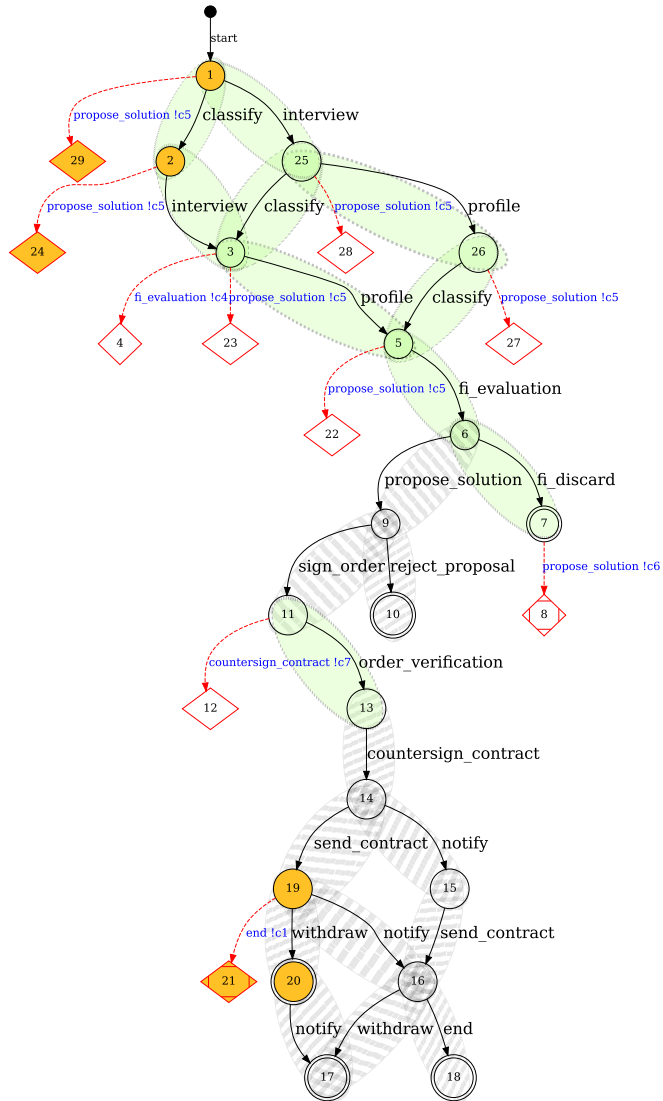 start
1
propose_solution !c5 classify interview
29 2 25
propose_solution !c5 interview classify propose_solution !c5 profile
24 3 28 26
fi_evaluation !c4 propose_solution !c5 profile classify propose_solution !c5
4 23 5 27
propose_solution !c5 fi_evaluation
22 6
propose_solution fi_discard
9 7
sign_order reject_proposal propose_solution !c6
11 10 8
countersign_contract !c7 order_verification
12 13
countersign_contract
14
send_contract notify
19 15
end !c1 withdraw notify send_contract
21 20 16
notify withdraw end
17 18